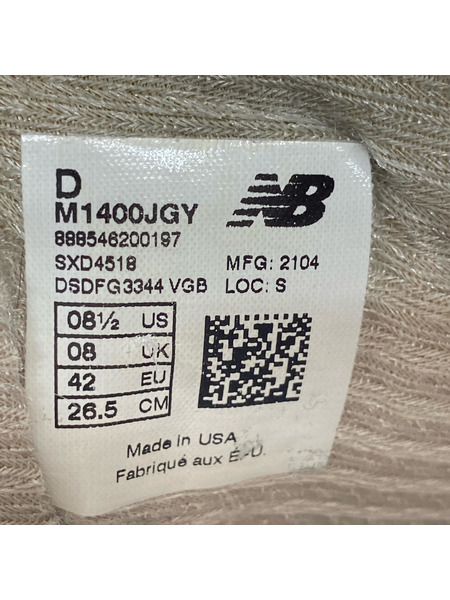 D
M1400JGY
NB
888546200197
SXD4518 MFG: 2104
DSDFG3344 VGB LOC: S
08½ US
08 UK
42 EU
26.5 CM
Made in USA
Fabriqué aux É-U.